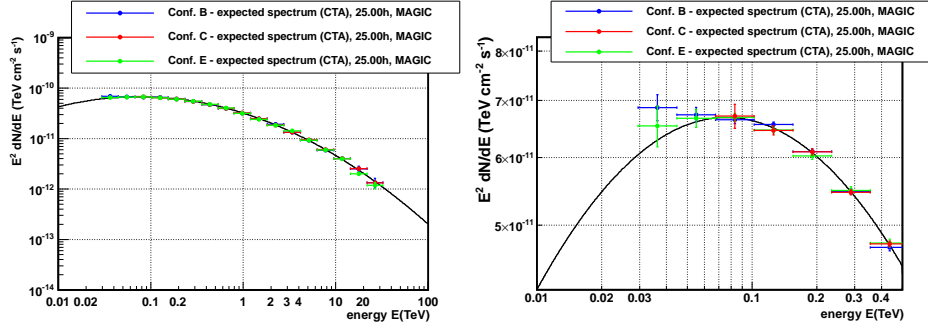 Conf. B - expected spectrum (CTA), 25.00h, MAGIC
Conf. C - expected spectrum (CTA), 25.00h, MAGIC
Conf. E - expected spectrum (CTA), 25.00h, MAGIC
E² dN/dE (TeV cm⁻² s⁻¹)
10⁻⁹
10⁻¹⁰
10⁻¹¹
10⁻¹²
10⁻¹³
10⁻¹⁴
0.01 0.02 0.1 0.2 1 2 3 4 10 20 100
energy E(TeV)
Conf. B - expected spectrum (CTA), 25.00h, MAGIC
Conf. C - expected spectrum (CTA), 25.00h, MAGIC
Conf. E - expected spectrum (CTA), 25.00h, MAGIC
E² dN/dE (TeV cm⁻² s⁻¹)
8×10⁻¹¹
7×10⁻¹¹
6×10⁻¹¹
5×10⁻¹¹
0.01 0.02 0.03 0.1 0.2 0.3 0.4
energy E(TeV)